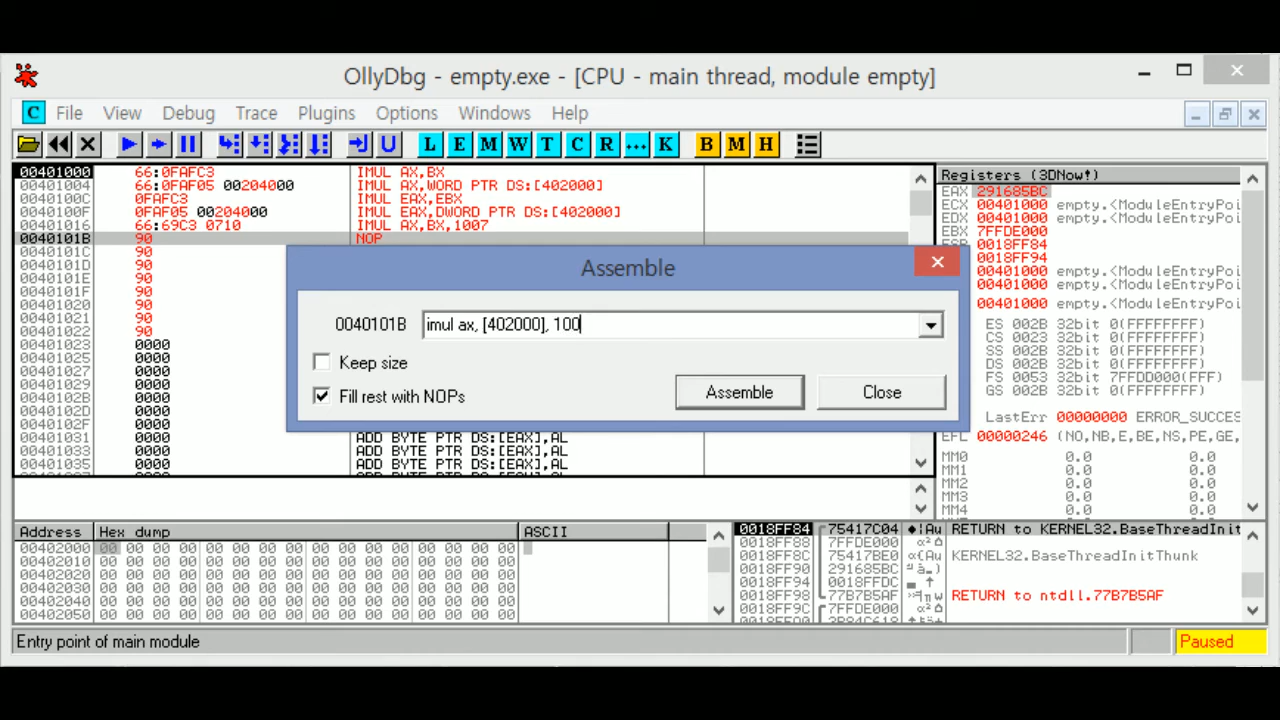 OllyDbg - empty.exe - [CPU - main thread, module empty]
C File View Debug Trace Plugins Options Windows Help
L E M W T C R ... K B M H
00401000 66:0FAFC3 IMUL AX,BX
00401004 66:0FAF05 00204000 IMUL AX,WORD PTR DS:[402000]
0040100C 0FAFC3 IMUL EAX,EBX
0040100F 0FAF05 00204000 IMUL EAX,DWORD PTR DS:[402000]
00401016 66:69C3 0710 IMUL AX,BX,1007
0040101B 90 NOP
0040101C 90
0040101D 90
0040101E 90
0040101F 90
00401020 90
00401021 90
00401022 90
00401023 0000
00401025 0000
00401027 0000
00401029 0000
0040102B 0000
0040102D 0000
0040102F 0000
00401031 0000 ADD BYTE PTR DS:[EAX],AL
00401033 0000 ADD BYTE PTR DS:[EAX],AL
00401035 0000 ADD BYTE PTR DS:[EAX],AL
Assemble
0040101B imul ax, [402000], 100
Keep size
Fill rest with NOPs
Assemble Close
Registers (3DNow!)
EAX 291685BC
ECX 00401000 empty.<ModuleEntryPoi
EDX 00401000 empty.<ModuleEntryPoi
EBX 7FFDE000
ESP 0018FF84
0018FF94
00401000 empty.<ModuleEntryPoi
00401000 empty.<ModuleEntryPoi
00401000 empty.<ModuleEntryPoi
ES 002B 32bit 0(FFFFFFFF)
CS 0023 32bit 0(FFFFFFFF)
SS 002B 32bit 0(FFFFFFFF)
DS 002B 32bit 0(FFFFFFFF)
FS 0053 32bit 7FFDD000(FFF)
GS 002B 32bit 0(FFFFFFFF)
LastErr 00000000 ERROR_SUCCES
EFL 00000246 (NO,NB,E,BE,NS,PE,GE,
MM0 0.0 0.0
MM1 0.0 0.0
MM2 0.0 0.0
MM3 0.0 0.0
MM4 0.0 0.0
Address Hex dump ASCII
00402000 00 00 00 00 00 00 00 00 00 00 00 00 00 00 00 00
00402010 00 00 00 00 00 00 00 00 00 00 00 00 00 00 00 00
00402020 00 00 00 00 00 00 00 00 00 00 00 00 00 00 00 00
00402030 00 00 00 00 00 00 00 00 00 00 00 00 00 00 00 00
00402040 00 00 00 00 00 00 00 00 00 00 00 00 00 00 00 00
00402050 00 00 00 00 00 00 00 00 00 00 00 00 00 00 00 00
0018FF84 75417C04 RETURN to KERNEL32.BaseThreadInit
0018FF88 7FFDE000
0018FF8C 75417BE0 KERNEL32.BaseThreadInitThunk
0018FF90 291685BC
0018FF94 0018FFDC
0018FF98 77B7B5AF RETURN to ntdll.77B7B5AF
0018FF9C 7FFDE000
Entry point of main module
Paused